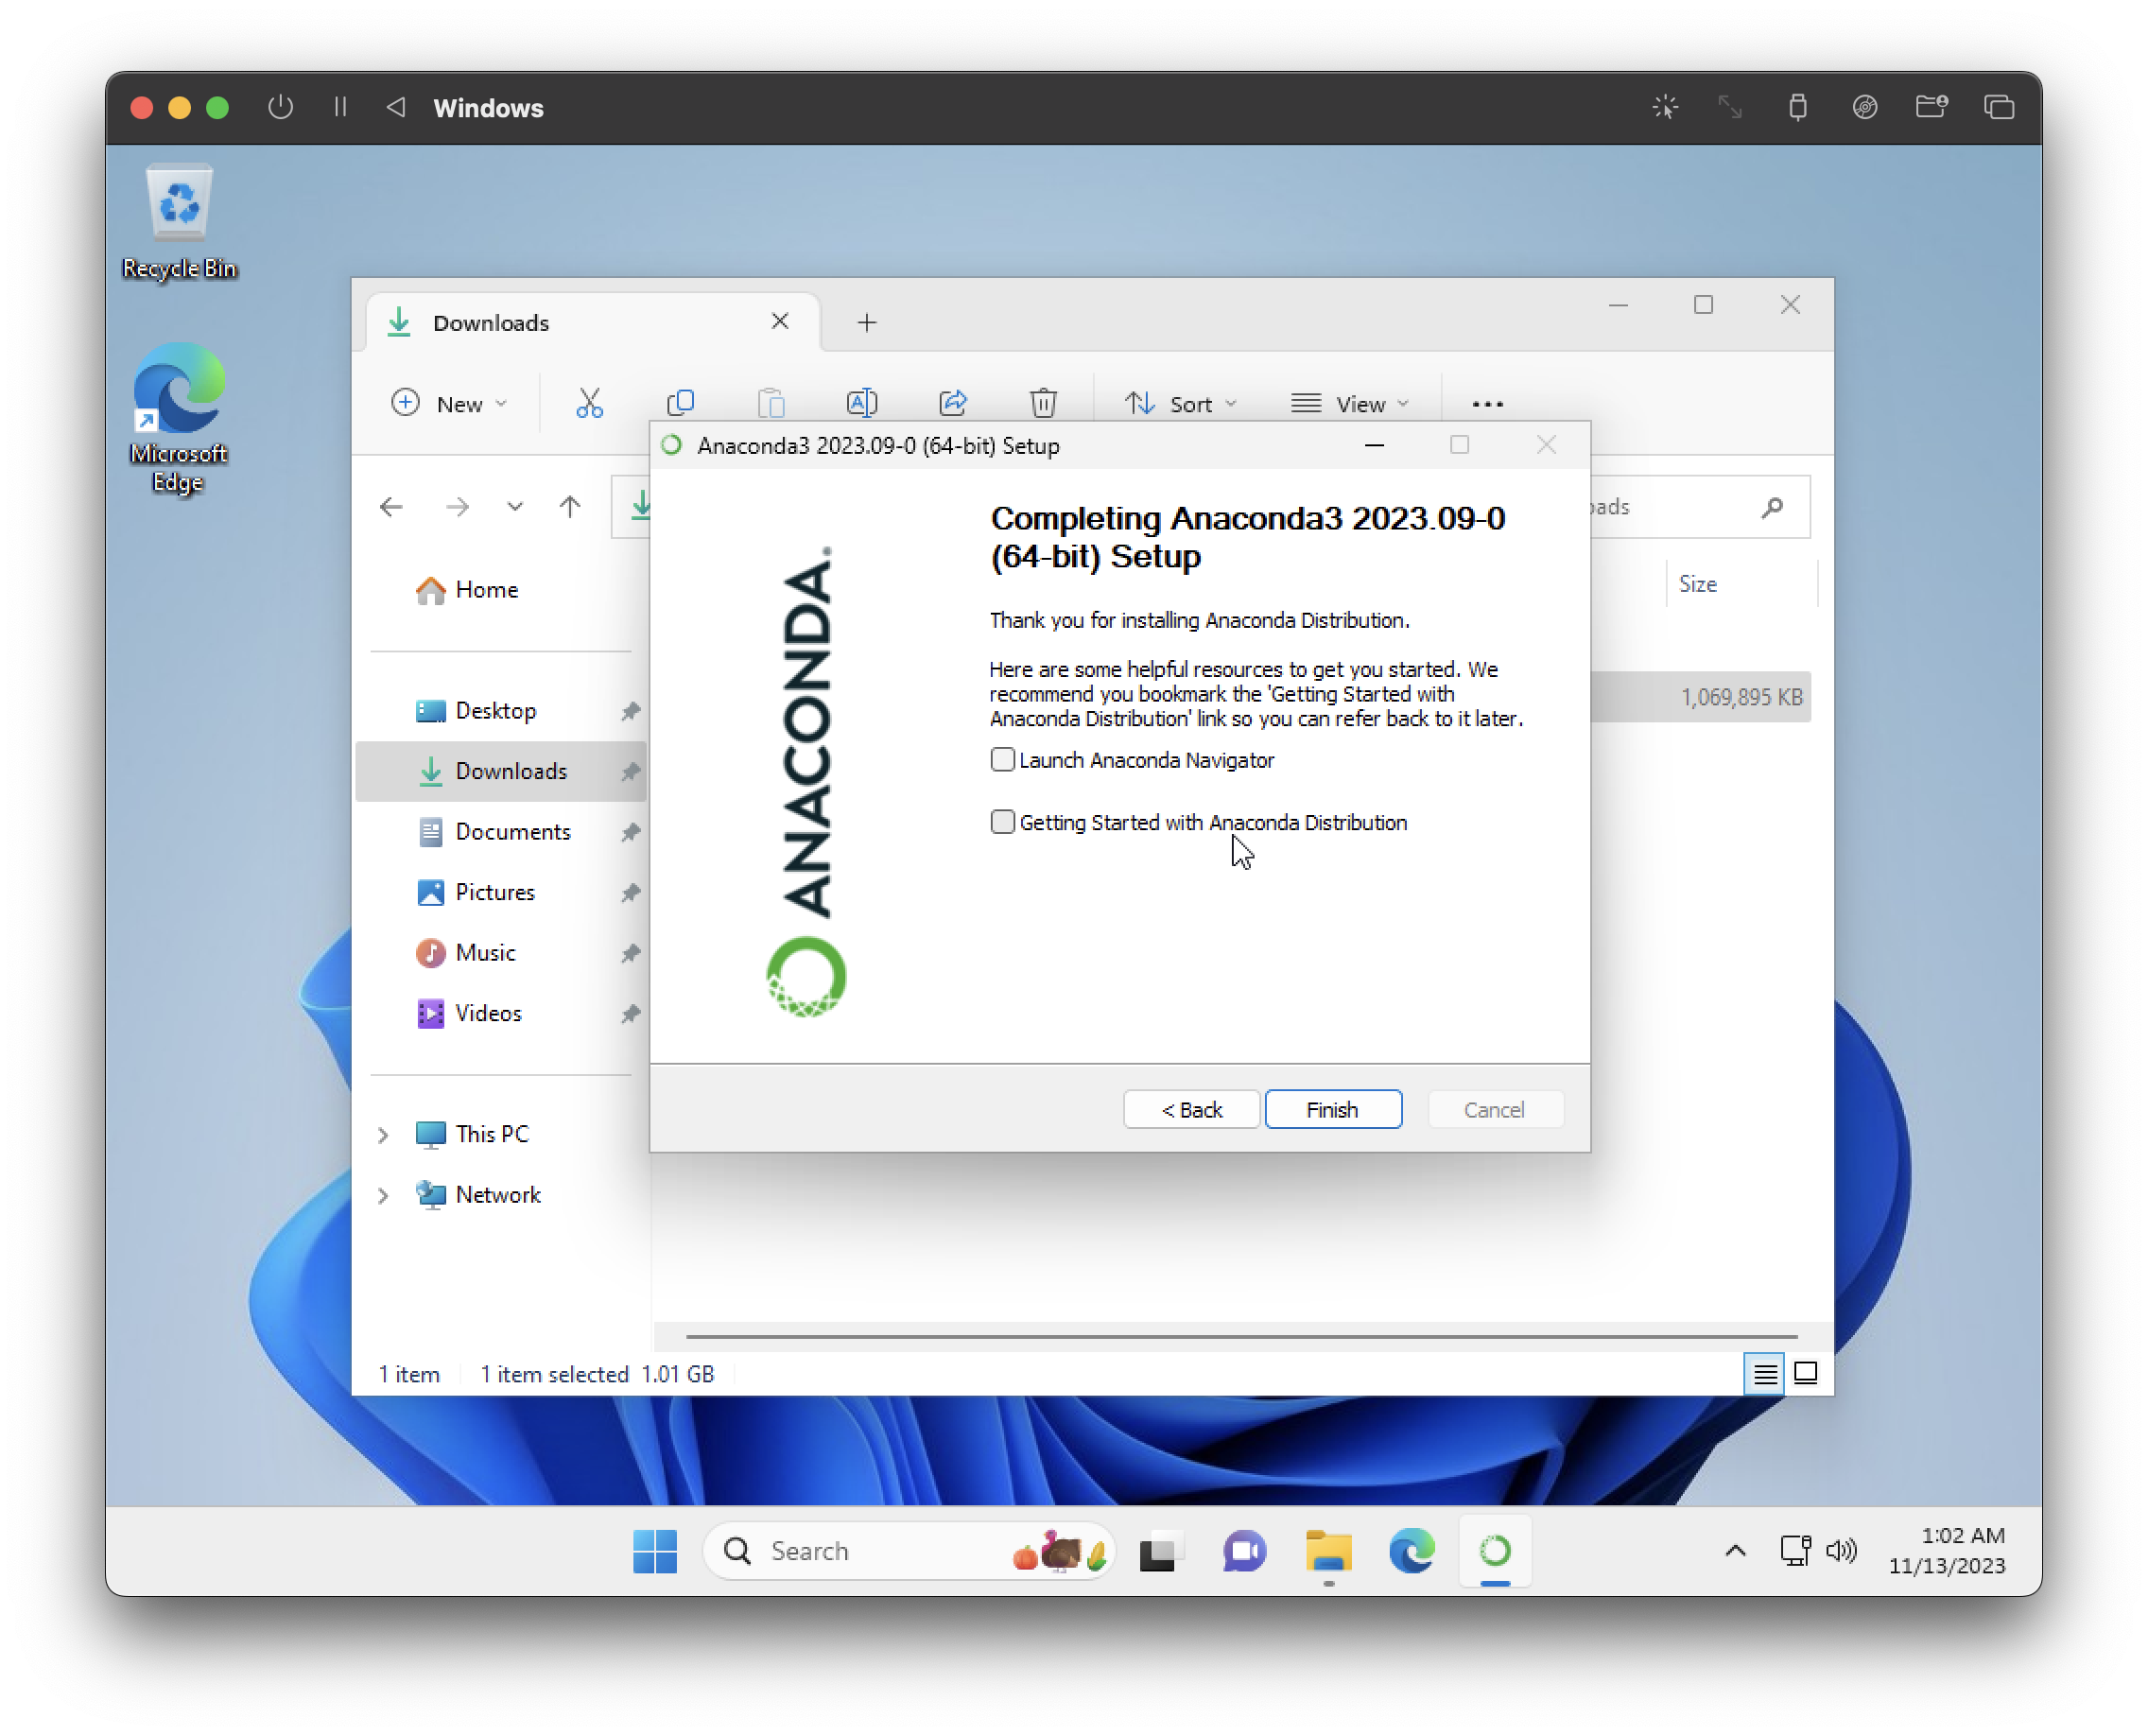 Windows
Recycle Bin
Microsoft
Edge
Downloads
New
Sort
View
Anaconda3 2023.09-0 (64-bit) Setup
Home
Desktop
Downloads
Documents
Pictures
Music
Videos
This PC
Network
ANACONDA.
Completing Anaconda3 2023.09-0
(64-bit) Setup
Thank you for installing Anaconda Distribution.
Here are some helpful resources to get you started. We
recommend you bookmark the 'Getting Started with
Anaconda Distribution' link so you can refer back to it later.
Launch Anaconda Navigator
Getting Started with Anaconda Distribution
< Back
Finish
Cancel
Size
1,069,895 KB
1 item
1 item selected 1.01 GB
Search
1:02 AM
11/13/2023